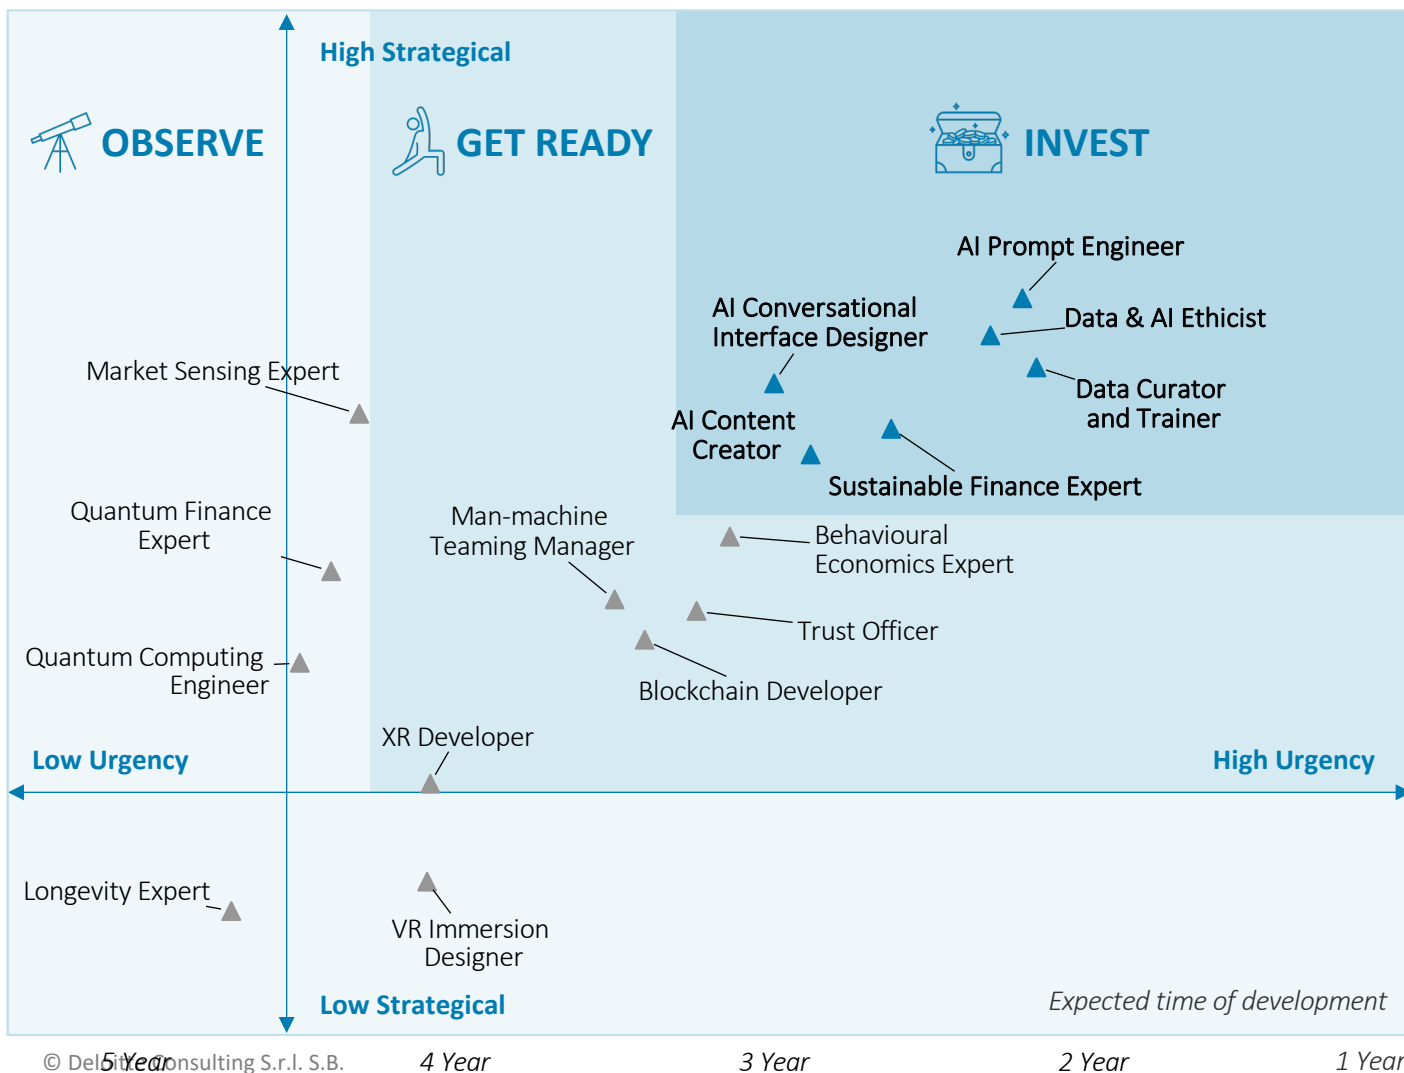 High Strategical
OBSERVE
GET READY
INVEST
AI Prompt Engineer
AI Conversational
Interface Designer
Data & AI Ethicist
Market Sensing Expert
Data Curator
and Trainer
AI Content
Creator
Sustainable Finance Expert
Quantum Finance
Expert
Man-machine
Teaming Manager
Behavioural
Economics Expert
Trust Officer
Quantum Computing
Engineer
Blockchain Developer
XR Developer
Low Urgency
High Urgency
Longevity Expert
VR Immersion
Designer
Low Strategical
Expected time of development
© Deloitte Consulting S.r.l. S.B.
5 Year
4 Year
3 Year
2 Year
1 Year